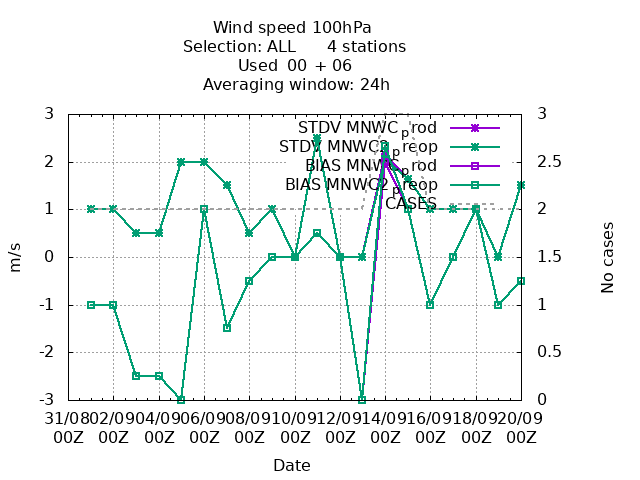 Wind speed 100hPa
Selection: ALL 4 stations
Used 00 + 06
Averaging window: 24h
3 3
STDV MNWC_prod
STDV MNWC2_preop
2 2.5
BIAS MNWC_prod
BIAS MNWC2_preop
CASES
1 2
0 1.5
-1 1
-2 0.5
-3 0
m/s
No cases
31/08 02/09 04/09 06/09 08/09 10/09 12/09 14/09 16/09 18/09 20/09
00Z 00Z 00Z 00Z 00Z 00Z 00Z 00Z 00Z 00Z 00Z
Date